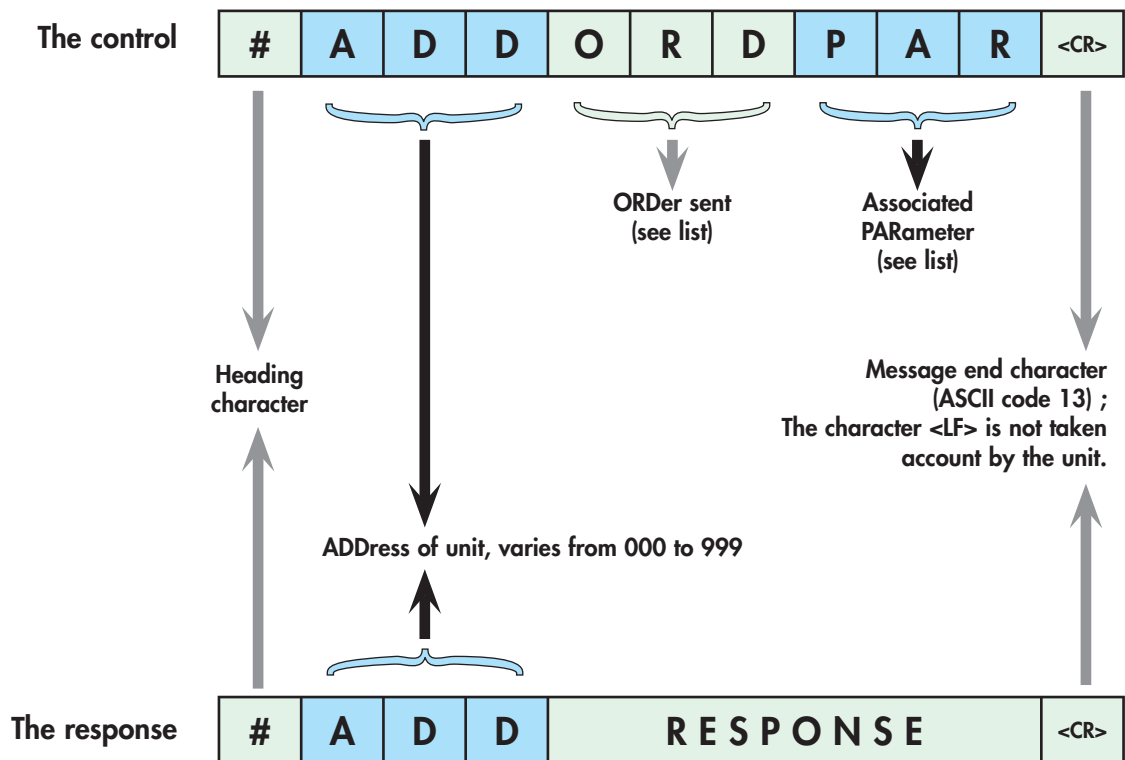 The control # A D D O R D P A R <CR>
ORDer sent
(see list)
Associated
PARameter
(see list)
Heading
character
Message end character
(ASCII code 13) ;
The character <LF> is not taken
account by the unit.
ADDress of unit, varies from 000 to 999
The response # A D D R E S P O N S E <CR>